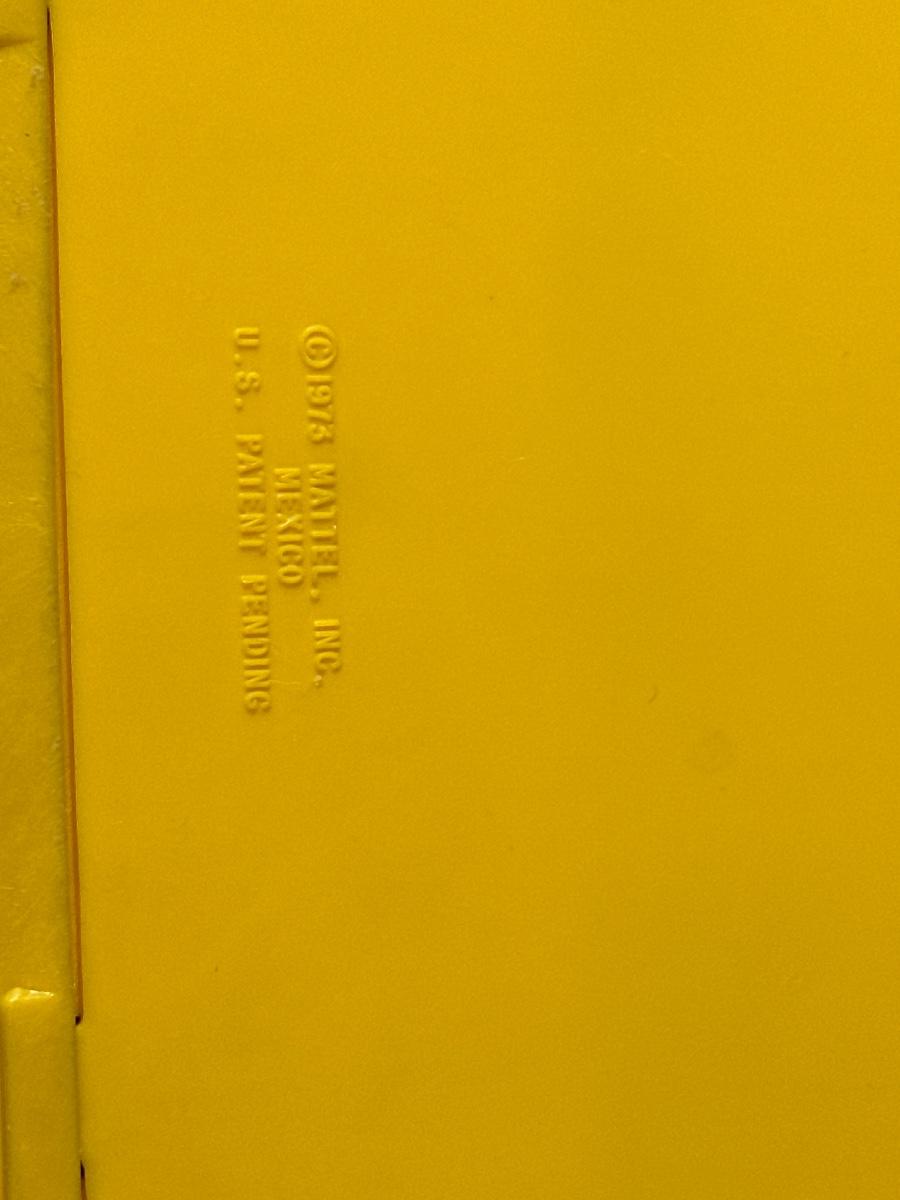 ©1973 MATTEL, INC.
MEXICO
U.S. PATENT PENDING